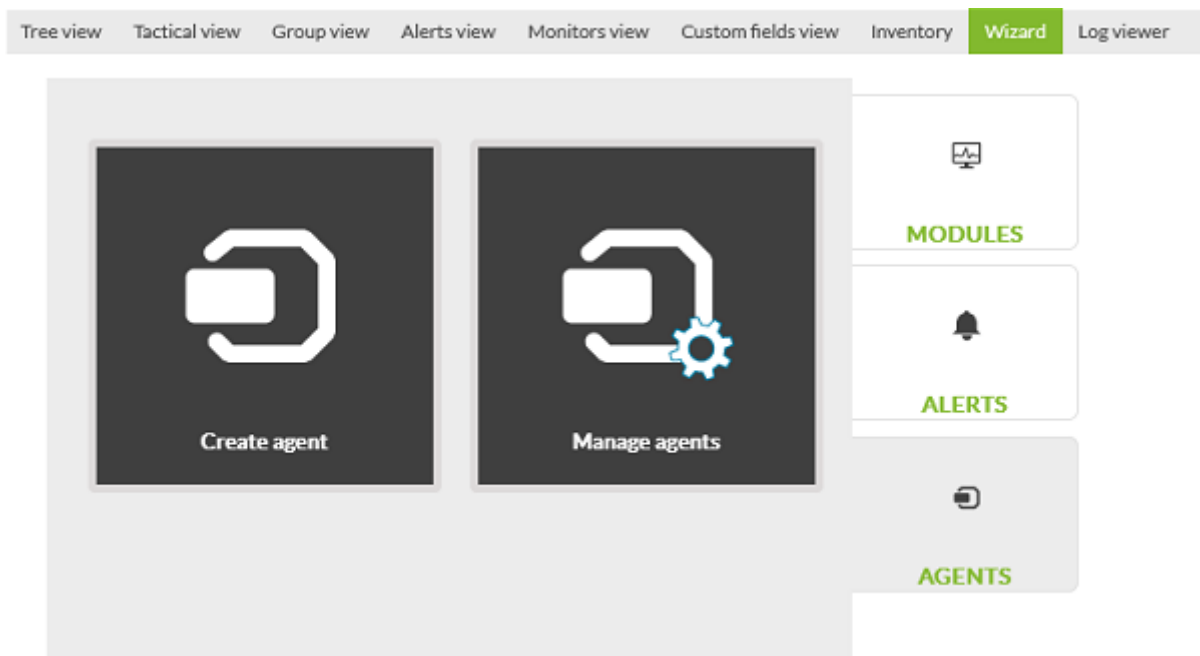 Tree view Tactical view Group view Alerts view Monitors view Custom fields view Inventory Wizard Log viewer
MODULES
ALERTS
Create agent Manage agents
AGENTS